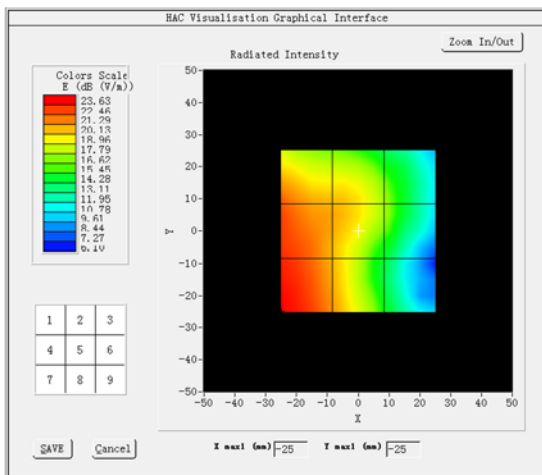 HAC Visualisation Graphical Interface
Zoom In/Out
Radiated Intensity
Colors Scale
E (dB (V/m))
23.63
22.46
21.29
20.13
18.96
17.79
16.62
15.45
14.28
13.11
11.95
10.78
9.61
8.44
7.27
6.10
50
40
30
20
10
0
-10
-20
-30
-40
-50
Y
-50 -40 -30 -20 -10 0 10 20 30 40 50
X
1 2 3
4 5 6
7 8 9
SAVE Cancel
X max1 (mm) -25 Y max1 (mm) -25